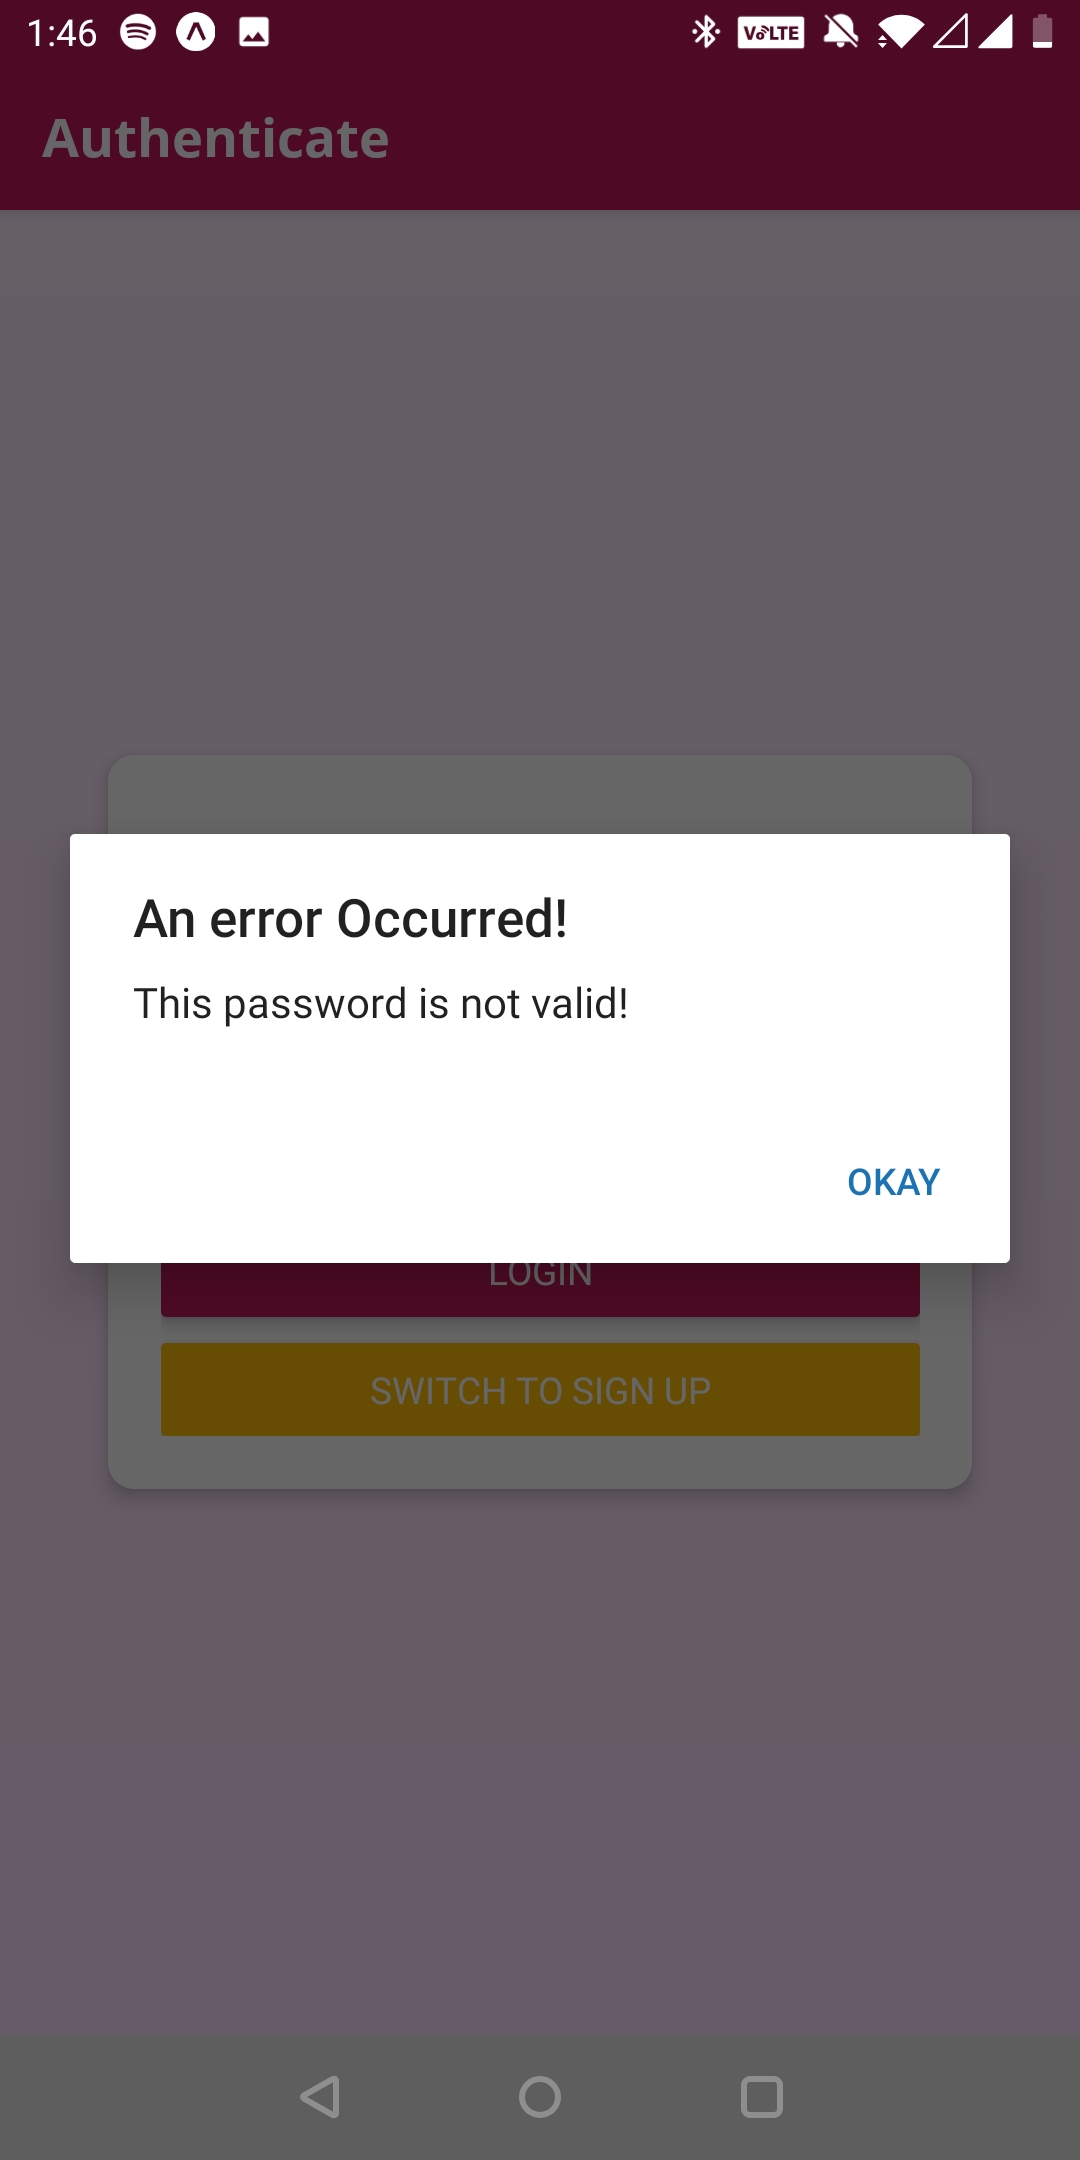 1:46 VoLTE
Authenticate
An error Occurred!
This password is not valid!
OKAY
LOGIN
SWITCH TO SIGN UP